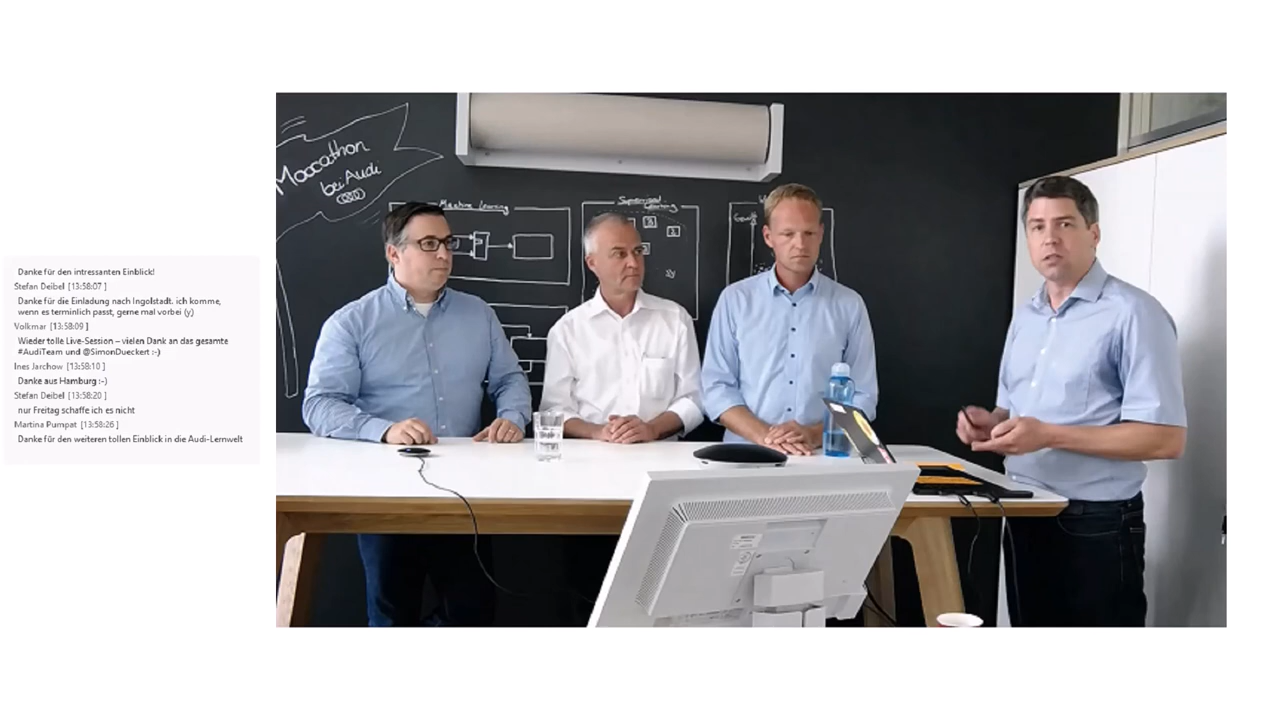 Danke für den intressanten Einblick!
Stefan Deibel [13:58:07 ]
Danke für die Einladung nach Ingolstadt. ich komme,
wenn es terminlich passt, gerne mal vorbei (y)
Volkmar [13:58:09 ]
Wieder tolle Live-Session – vielen Dank an das gesamte
#AudiTeam und @SimonDueckert :-)
Ines Jarchow [13:58:10 ]
Danke aus Hamburg :-)
Stefan Deibel [13:58:20 ]
nur Freitag schaffe ich es nicht
Martina Pumpat [13:58:26 ]
Danke für den weiteren tollen Einblick in die Audi-Lernwelt
Moocathon
bei Audi
Machine Learning
Supervised
Learning